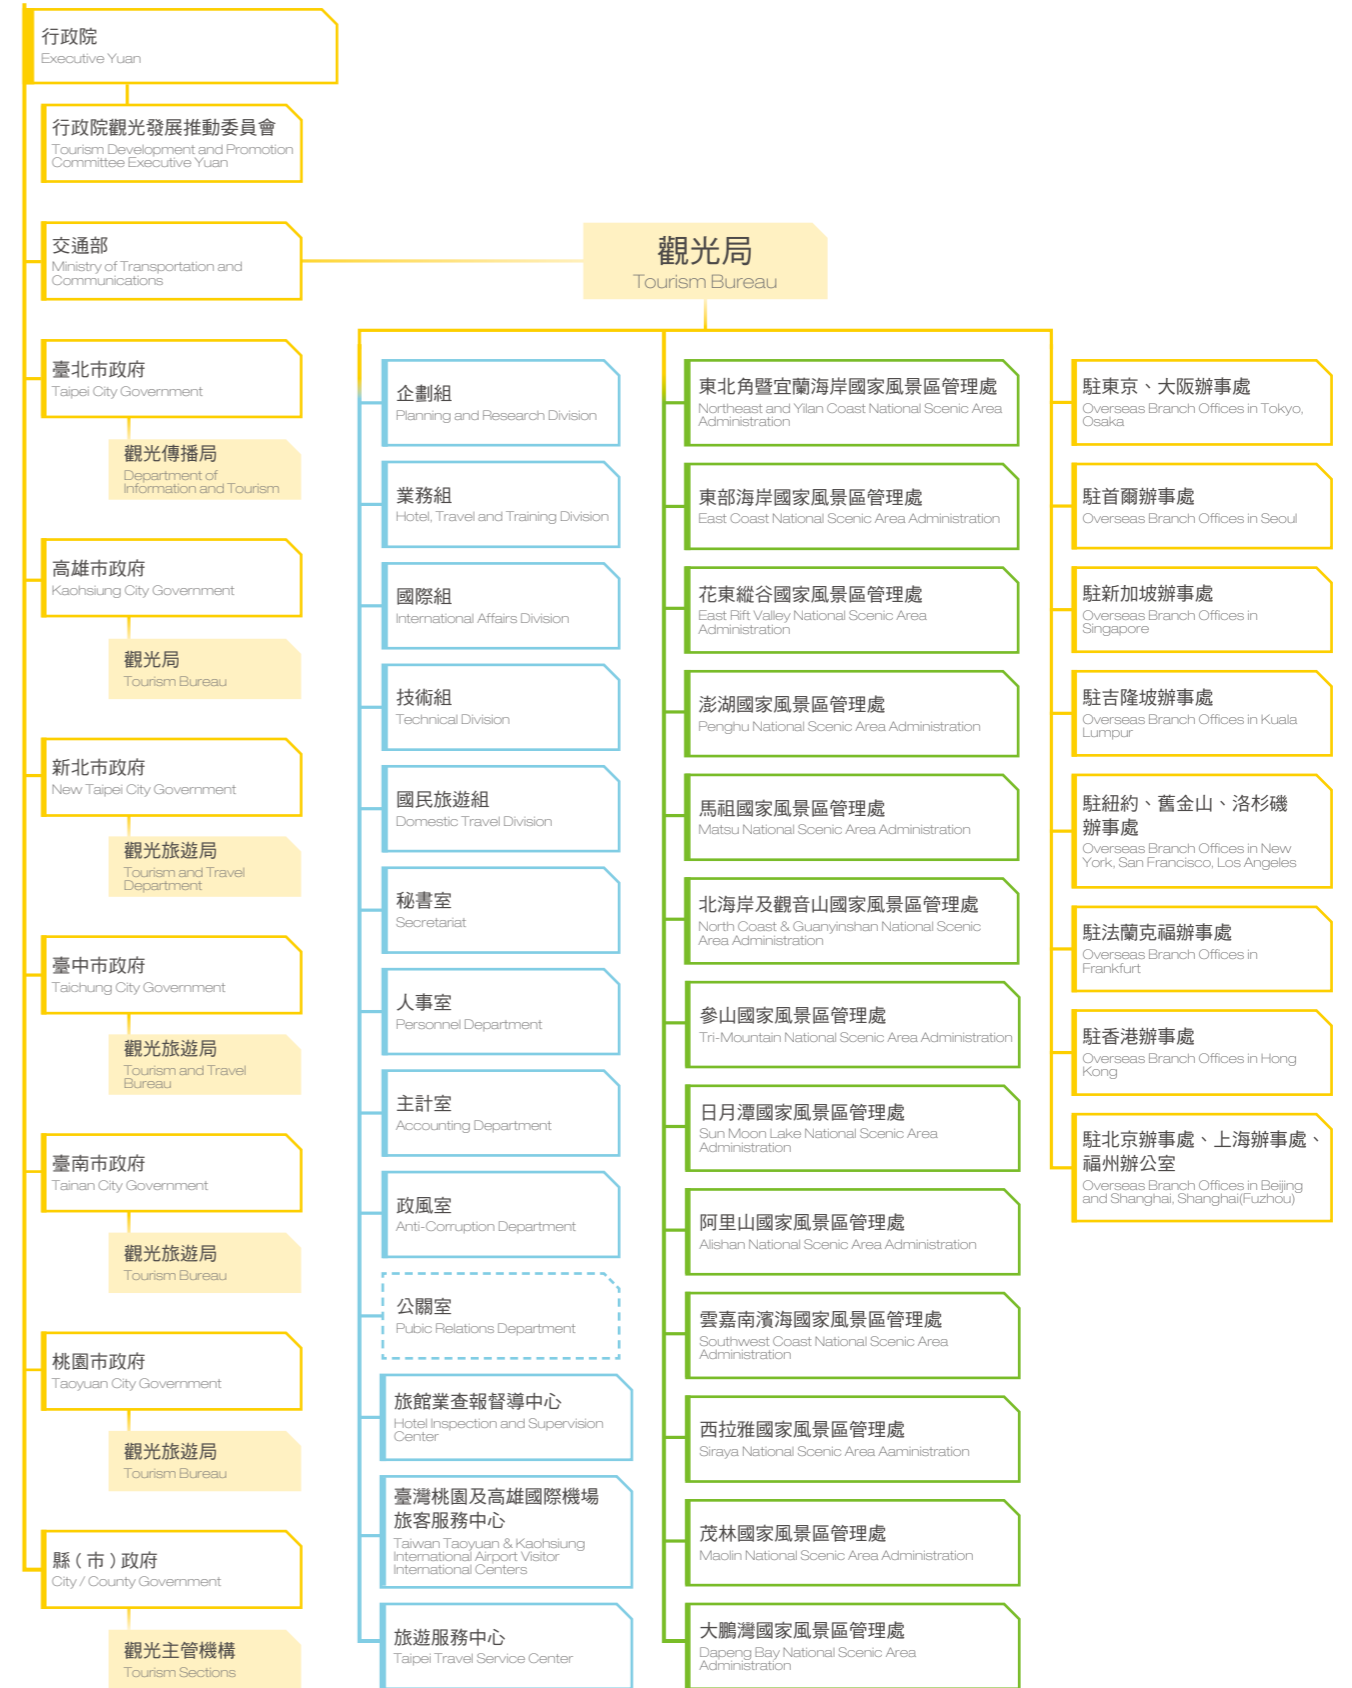 行政院
Executive Yuan
行政院觀光發展推動委員會
Tourism Development and Promotion
Committee Executive Yuan
交通部
Ministry of Transportation and
Communications
臺北市政府
Taipei City Government
觀光傳播局
Department of
Information and Tourism
高雄市政府
Kaohsiung City Government
觀光局
Tourism Bureau
新北市政府
New Taipei City Government
觀光旅遊局
Tourism and Travel
Department
臺中市政府
Taichung City Government
觀光旅遊局
Tourism and Travel
Bureau
臺南市政府
Tainan City Government
觀光旅遊局
Tourism Bureau
桃園市政府
Taoyuan City Government
觀光旅遊局
Tourism Bureau
縣(市)政府
City / County Government
觀光主管機構
Tourism Sections
觀光局
Tourism Bureau
企劃組
Planning and Research Division
業務組
Hotel, Travel and Training Division
國際組
International Affairs Division
技術組
Technical Division
國民旅遊組
Domestic Travel Division
秘書室
Secretariat
人事室
Personnel Department
主計室
Accounting Department
政風室
Anti-Corruption Department
公關室
Pubic Relations Department
旅館業查報督導中心
Hotel Inspection and Supervision
Center
臺灣桃園及高雄國際機場
旅客服務中心
Taiwan Taoyuan & Kaohsiung
International Airport Visitor
International Centers
旅遊服務中心
Taipei Travel Service Center
東北角暨宜蘭海岸國家風景區管理處
Northeast and Yilan Coast National Scenic Area
Administration
東部海岸國家風景區管理處
East Coast National Scenic Area Administration
花東縱谷國家風景區管理處
East Rift Valley National Scenic Area
Administration
澎湖國家風景區管理處
Penghu National Scenic Area Administration
馬祖國家風景區管理處
Matsu National Scenic Area Administration
北海岸及觀音山國家風景區管理處
North Coast & Guanyinshan National Scenic
Area Administration
參山國家風景區管理處
Tri-Mountain National Scenic Area Administration
日月潭國家風景區管理處
Sun Moon Lake National Scenic Area
Administration
阿里山國家風景區管理處
Alishan National Scenic Area Administration
雲嘉南濱海國家風景區管理處
Southwest Coast National Scenic Area
Administration
西拉雅國家風景區管理處
Siraya National Scenic Area Aaministration
茂林國家風景區管理處
Maolin National Scenic Area Administration
大鵬灣國家風景區管理處
Dapeng Bay National Scenic Area
Administration
駐東京、大阪辦事處
Overseas Branch Offices in Tokyo,
Osaka
駐首爾辦事處
Overseas Branch Offices in Seoul
駐新加坡辦事處
Overseas Branch Offices in
Singapore
駐吉隆坡辦事處
Overseas Branch Offices in Kuala
Lumpur
駐紐約、舊金山、洛杉磯
辦事處
Overseas Branch Offices in New
York, San Francisco, Los Angeles
駐法蘭克福辦事處
Overseas Branch Offices in
Frankfurt
駐香港辦事處
Overseas Branch Offices in Hong
Kong
駐北京辦事處、上海辦事處、
福州辦公室
Overseas Branch Offices in Beijing
and Shanghai, Shanghai(Fuzhou)